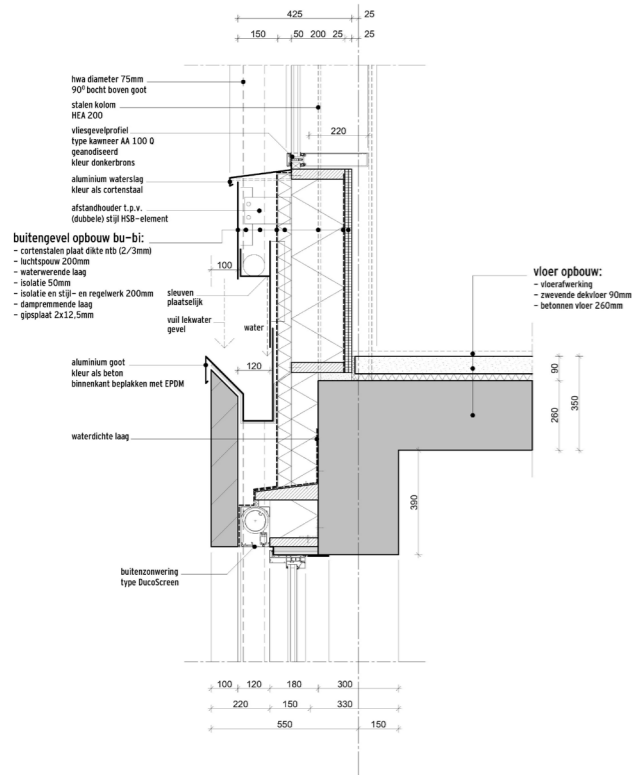 425
25
150
50
200
25
25
hwa diameter 75mm
90° bocht boven goot
stalen kolom
HEA 200
vliesgevelprofiel
type kawneer AA 100 Q
geanodiseerd
kleur donkerbrons
220
aluminium waterslag
kleur als cortenstaal
afstandhouder t.p.v.
(dubbele) stijl HSB-element
buitengevel opbouw bu-bi:
- cortenstalen plaat dikte ntb (2/3mm)
- luchtspouw 200mm
- waterwerende laag
- isolatie 50mm
- isolatie en stijl- en regelwerk 200mm
- dampremmende laag
- gipsplaat 2x12,5mm
100
sleuven
plaatselijk
vuil lekwater
gevel
water
vloer opbouw:
- vloerafwerking
- zwevende dekvloer 90mm
- betonnen vloer 260mm
aluminium goot
kleur als beton
binnenkant beplakken met EPDM
120
90
260
350
waterdichte laag
390
buitenzonwering
type DucoScreen
100
120
180
300
220
150
330
550
150